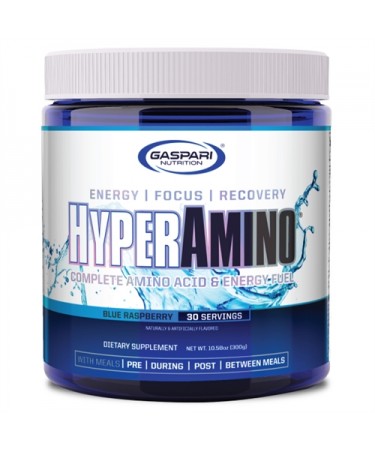 GASPARI
NUTRITION
ENERGY | FOCUS | RECOVERY
HYPERAMINO
COMPLETE AMINO ACID & ENERGY FUEL
BLUE RASPBERRY 30 SERVINGS
NATURALLY & ARTIFICIALLY FLAVORED
DIETARY SUPPLEMENT NET WT. 10.58oz (300g)
WITH MEALS | PRE | DURING | POST | BETWEEN MEALS